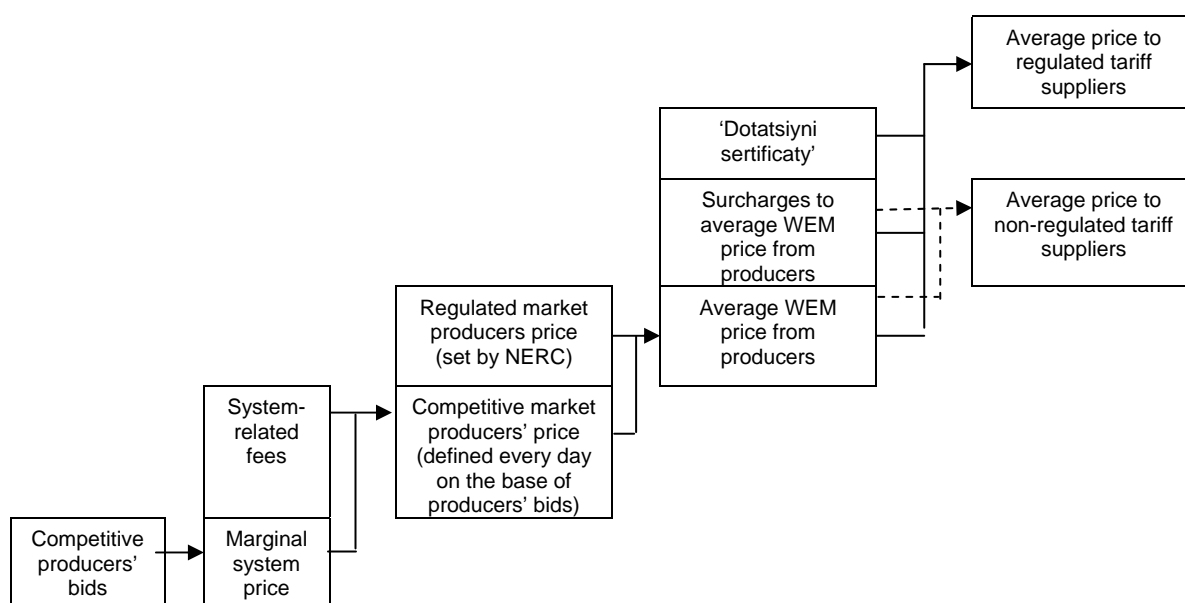 Average price to
regulated tariff
suppliers
‘Dotatsiyni
sertificaty’
Surcharges to
average WEM
price from
producers
Average price to
non-regulated tariff
suppliers
Regulated market
producers price
(set by NERC)
Average WEM
price from
producers
System-
related
fees
Competitive market
producers’ price
(defined every day
on the base of
producers’ bids)
Competitive
producers’
bids
Marginal
system
price